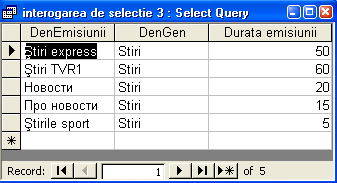 interogarea de selectie 3 : Select Query
DenEmisiunii DenGen Durata emisiunii
Ştiri express Stiri 50
Ştiri TVR1 Stiri 60
Новости Stiri 20
Про новости Stiri 15
Ştirile sport Stiri 5
Record: 1 of 5